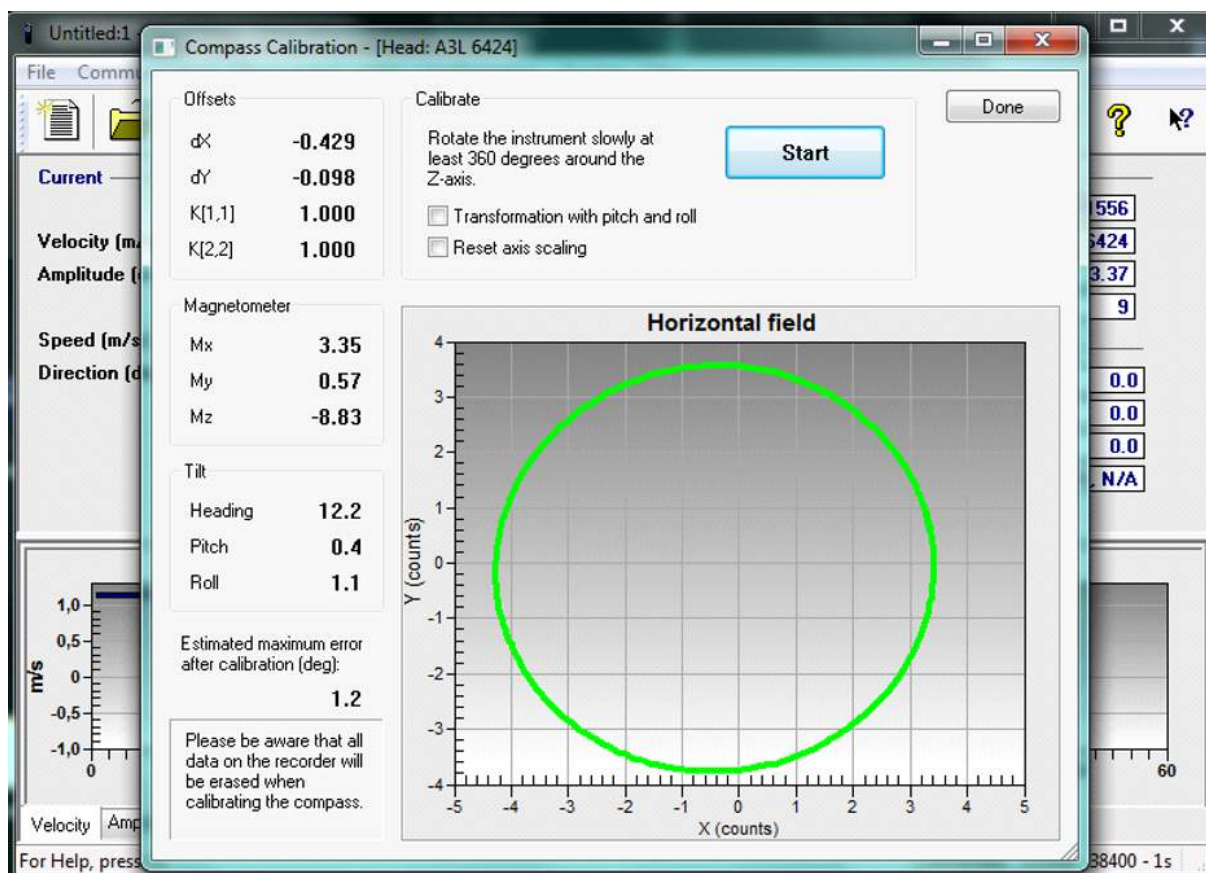 Untitled:1 -
Compass Calibration - [Head: A3L 6424]
File Commu
Offsets
dX -0.429
dY -0.098
K[1,1] 1.000
K[2,2] 1.000
Calibrate
Rotate the instrument slowly at
least 360 degrees around the
Z-axis.
Start
Transformation with pitch and roll
Reset axis scaling
Done
Current
Velocity (m/
Amplitude (
Speed (m/s
Direction (d
1556
6424
3.37
9
0.0
0.0
0.0
, N/A
Magnetometer
Mx 3.35
My 0.57
Mz -8.83
Tilt
Heading 12.2
Pitch 0.4
Roll 1.1
Estimated maximum error
after calibration (deg):
1.2
Please be aware that all
data on the recorder will
be erased when
calibrating the compass.
Horizontal field
Y (counts)
4
3
2
1
0
-1
-2
-3
-4
-5 -4 -3 -2 -1 0 1 2 3 4 5
X (counts)
m/s
1,0
0,5
0
-0,5
-1,0
0
60
Velocity Amp
For Help, press
38400 - 1s